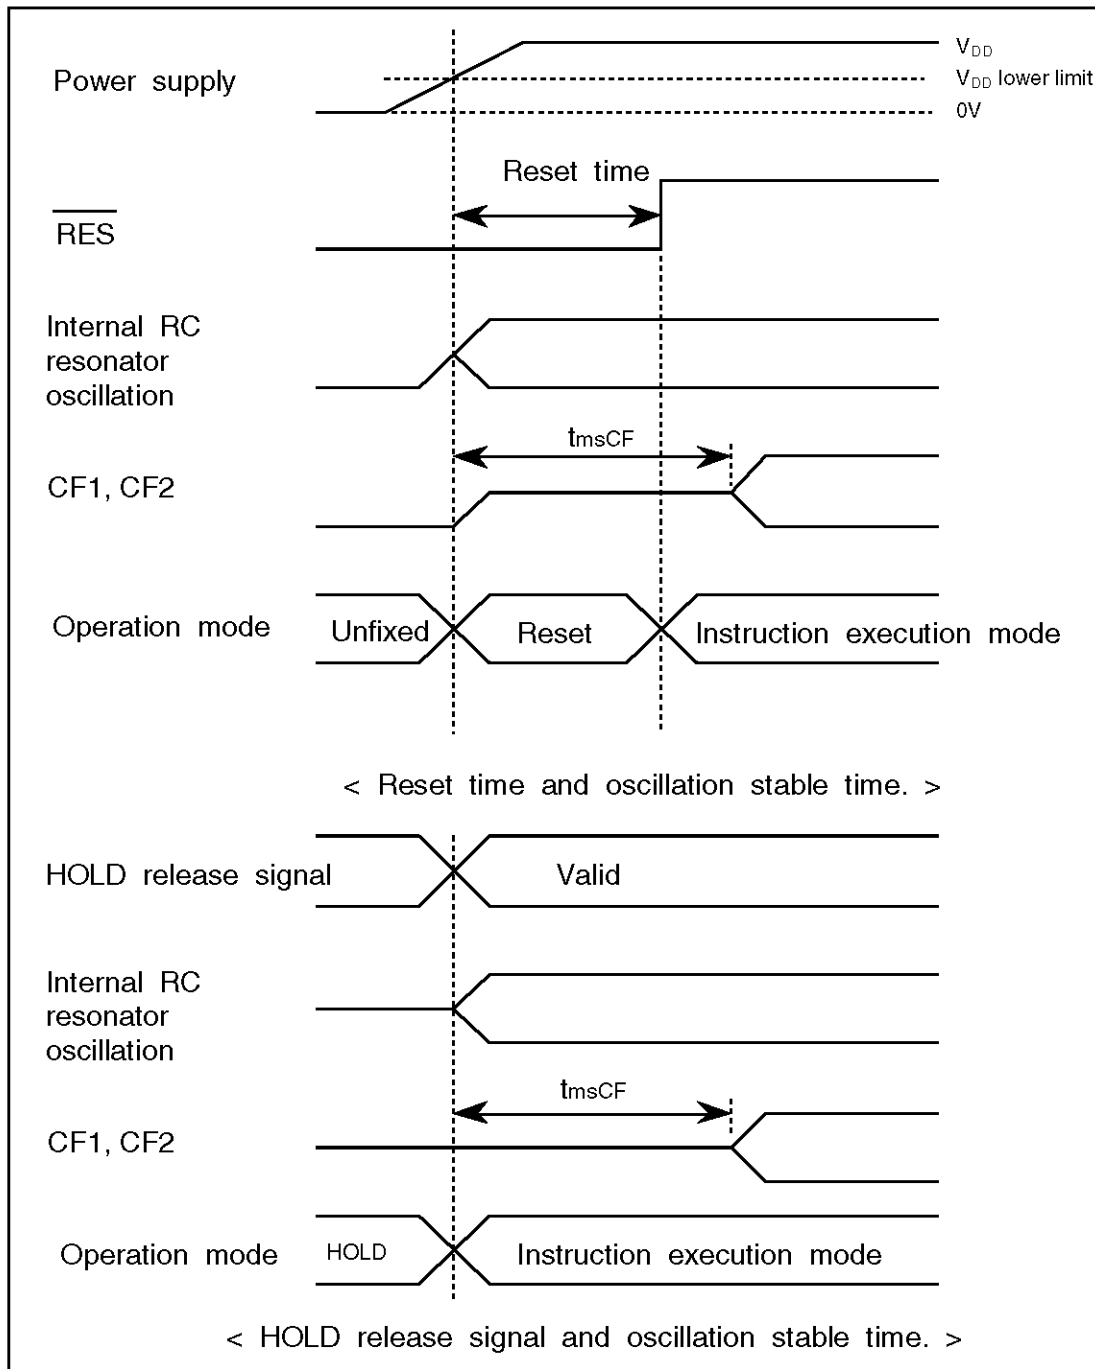 Power supply
VDD
VDD lower limit
0V
Reset time
RES
Internal RC
resonator
oscillation
tmsCF
CF1, CF2
Operation mode
Unfixed
Reset
Instruction execution mode
< Reset time and oscillation stable time. >
HOLD release signal
Valid
Internal RC
resonator
oscillation
tmsCF
CF1, CF2
Operation mode
HOLD
Instruction execution mode
< HOLD release signal and oscillation stable time. >